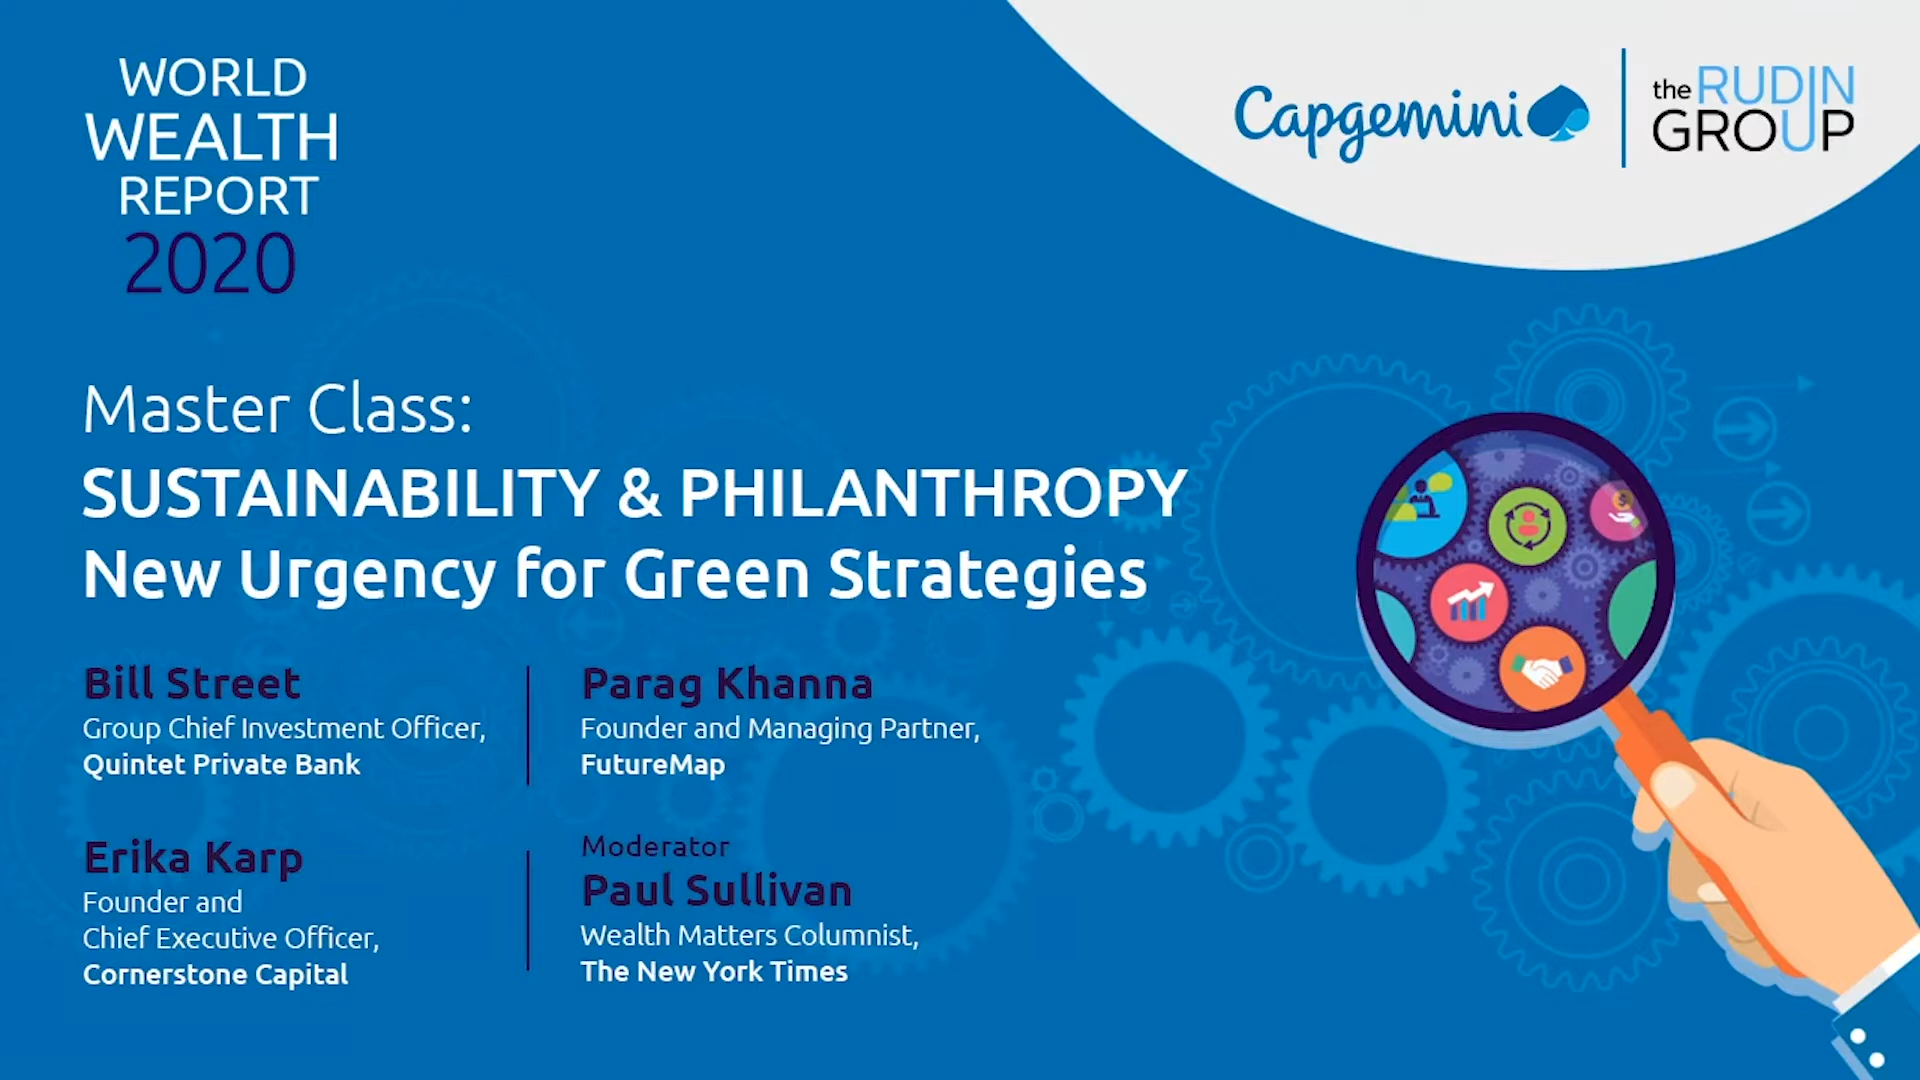 WORLD
WEALTH
REPORT
2020
Capgemini
the RUDIN
GROUP
Master Class:
SUSTAINABILITY & PHILANTHROPY
New Urgency for Green Strategies
Bill Street
Group Chief Investment Officer,
Quintet Private Bank
Parag Khanna
Founder and Managing Partner,
FutureMap
Erika Karp
Founder and
Chief Executive Officer,
Cornerstone Capital
Moderator
Paul Sullivan
Wealth Matters Columnist,
The New York Times